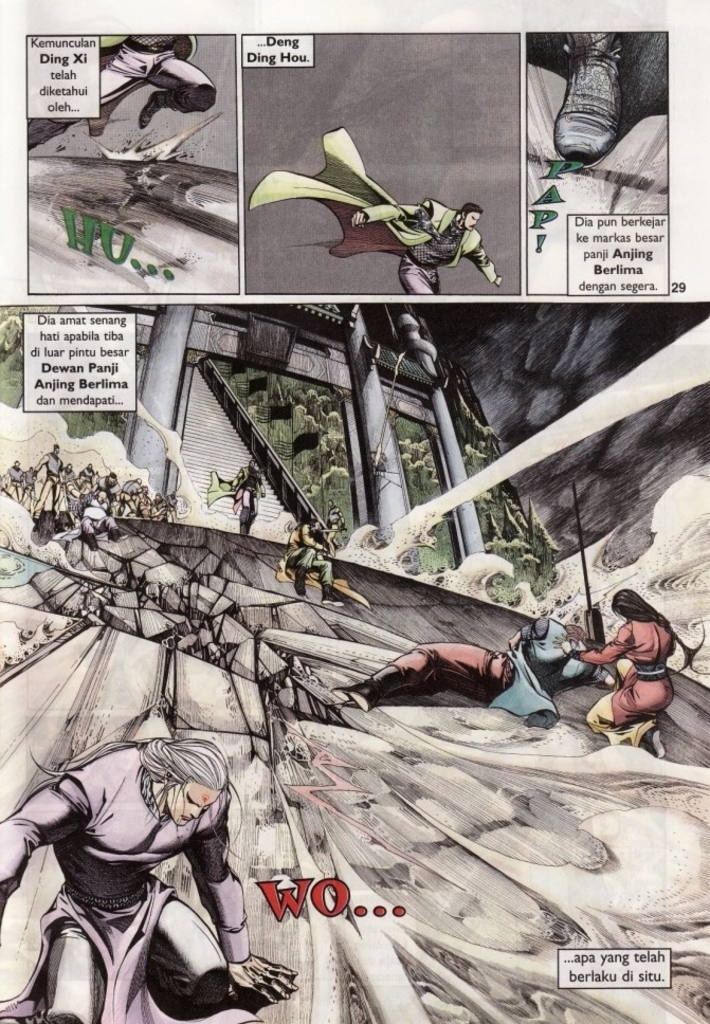 Kemunculan
Ding Xi
telah
diketahui
oleh...
HU...
...Deng
Ding Hou.
PAP!
Dia pun berkejar
ke markas besar
panji Anjing
Berlima
dengan segera.
29
Dia amat senang
hati apabila tiba
di luar pintu besar
Dewan Panji
Anjing Berlima
dan mendapati...
WO...
...apa yang telah
berlaku di situ.